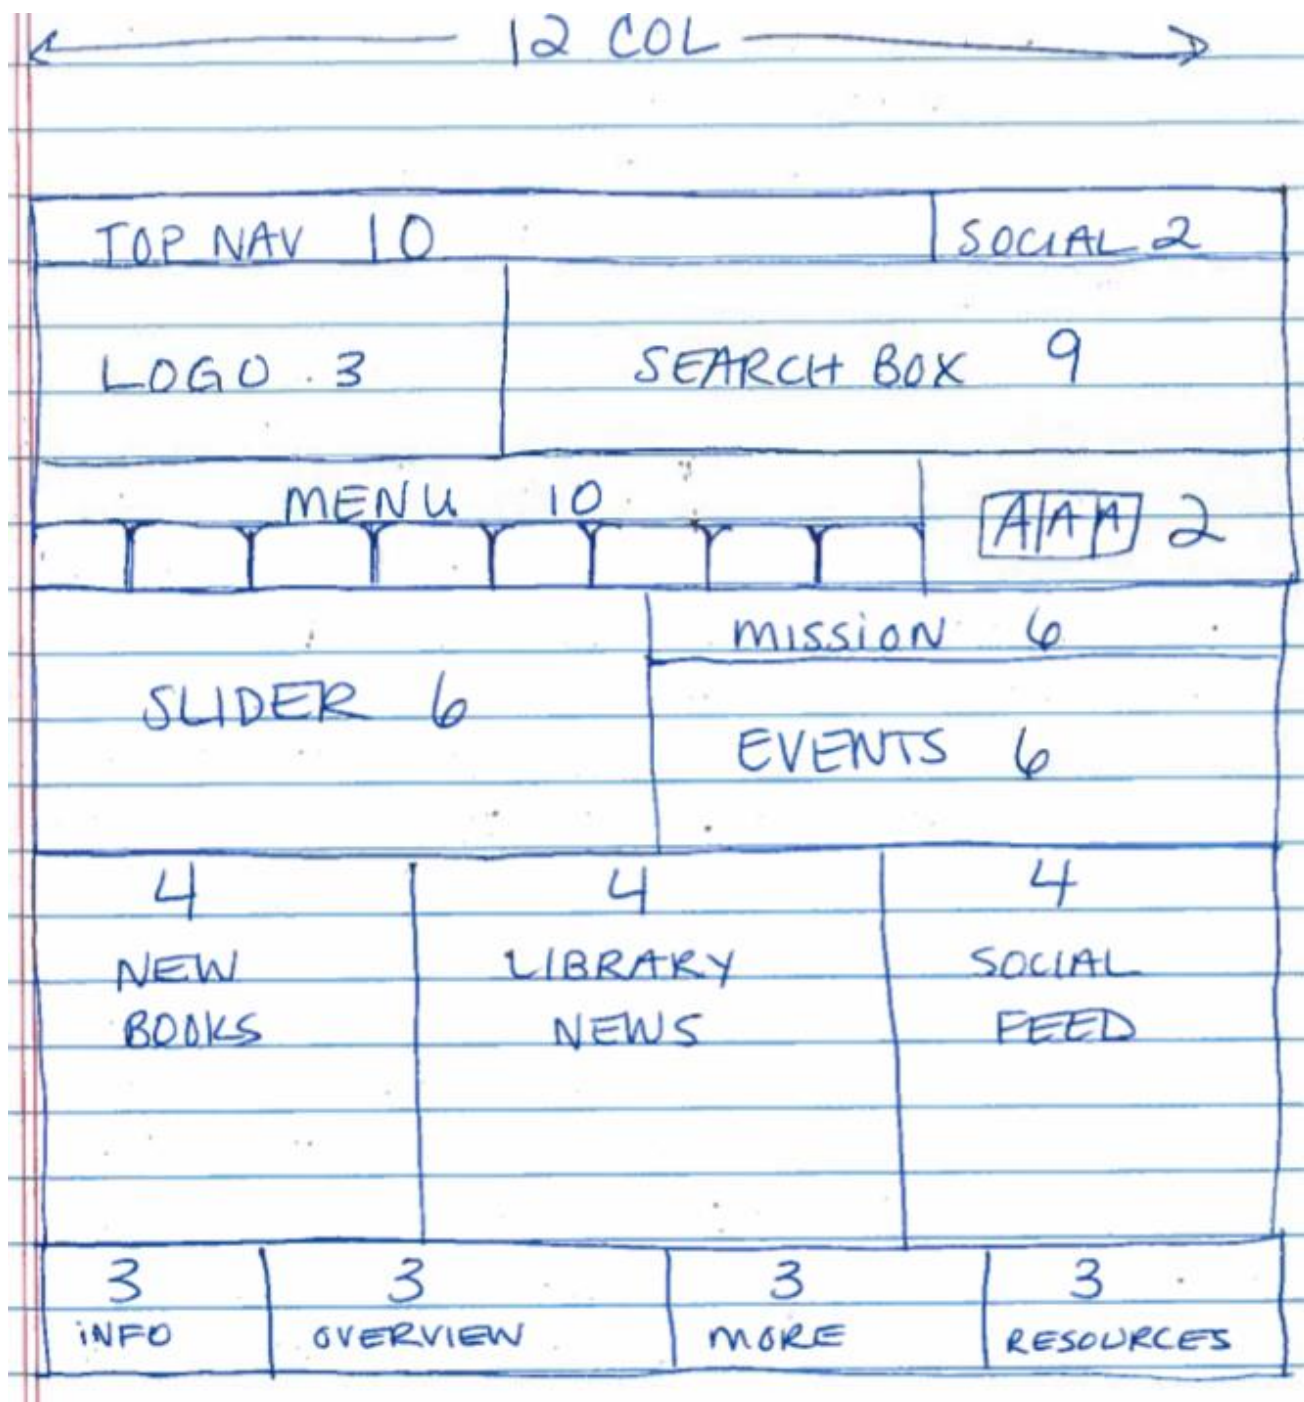 12 COL
TOP NAV 10 SOCIAL 2
LOGO 3 SEARCH BOX 9
MENU 10
A A A 2
MISSION 6
SLIDER 6
EVENTS 6
4 4 4
NEW LIBRARY SOCIAL
BOOKS NEWS FEED
3 3 3 3
INFO OVERVIEW MORE RESOURCES